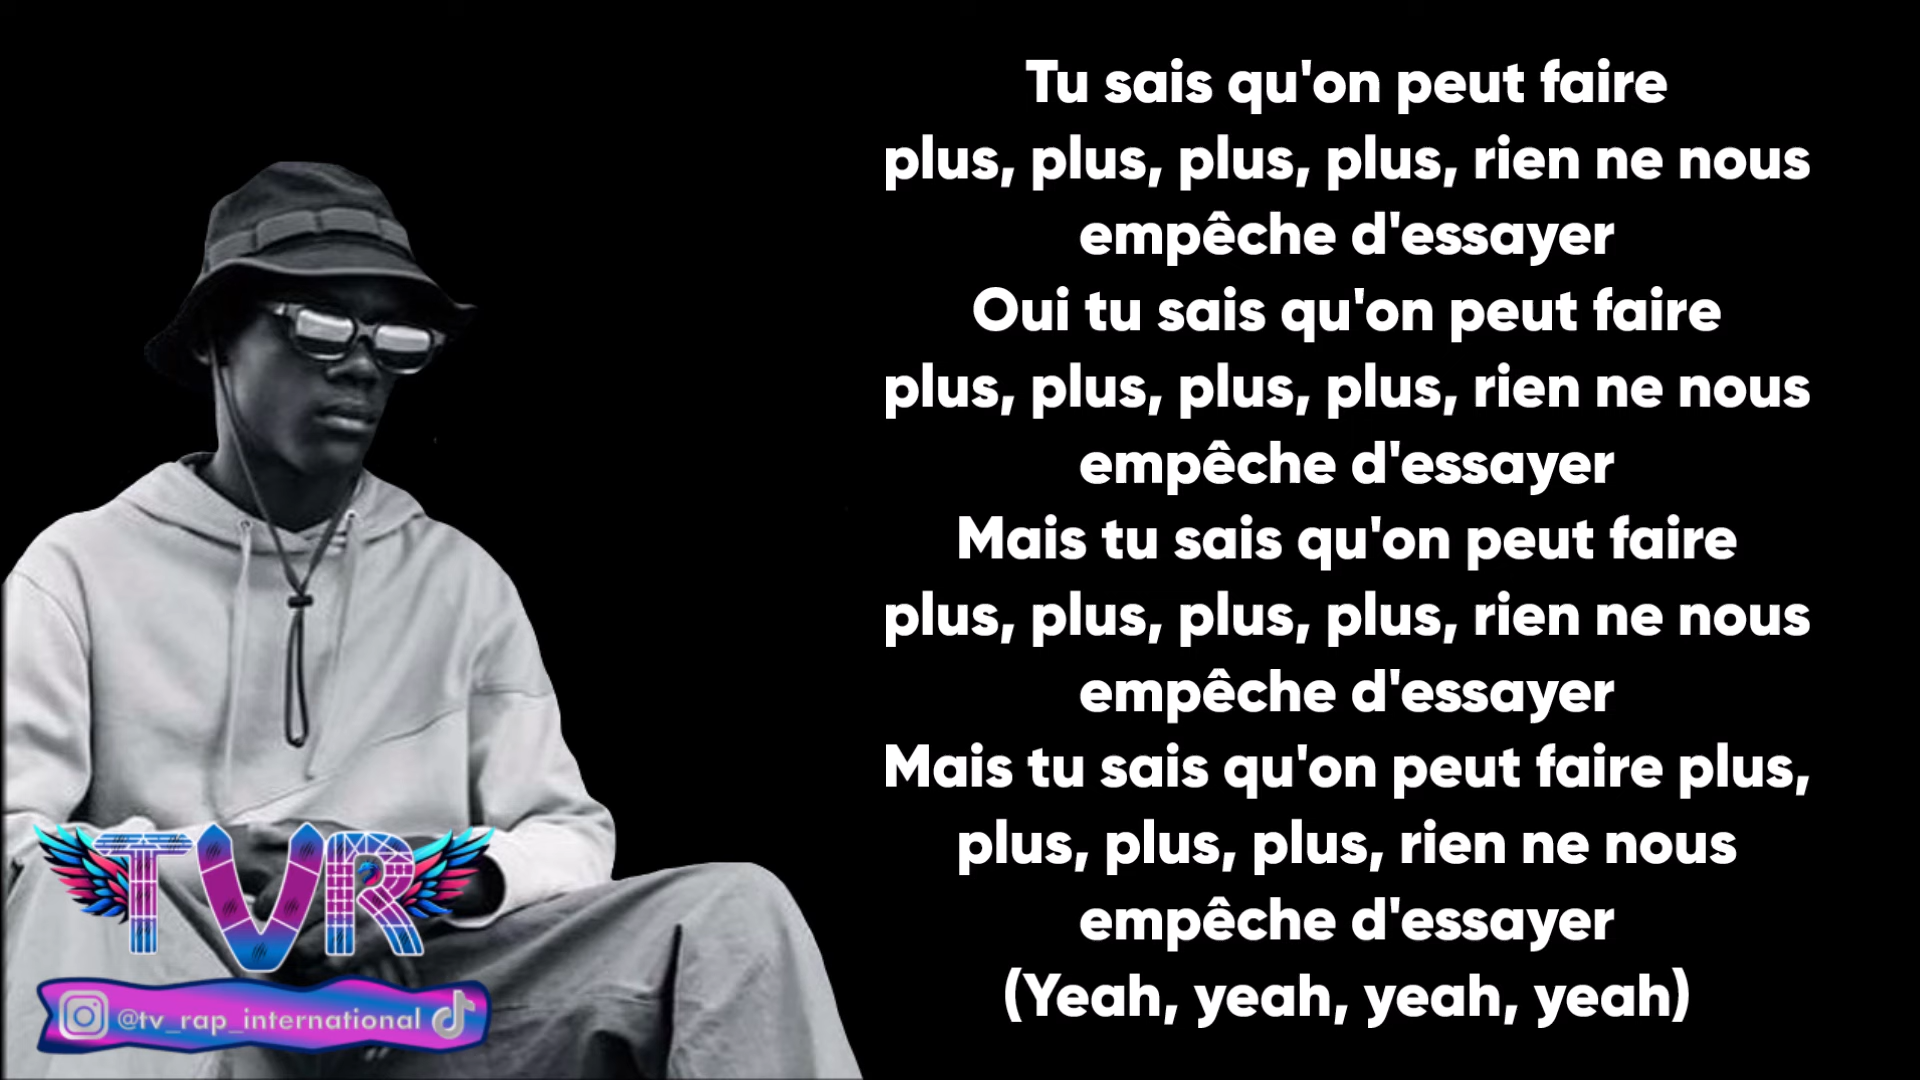 Tu sais qu'on peut faire
plus, plus, plus, plus, rien ne nous
empêche d'essayer
Oui tu sais qu'on peut faire
plus, plus, plus, plus, rien ne nous
empêche d'essayer
Mais tu sais qu'on peut faire
plus, plus, plus, plus, rien ne nous
empêche d'essayer
Mais tu sais qu'on peut faire plus,
plus, plus, plus, rien ne nous
empêche d'essayer
(Yeah, yeah, yeah, yeah)
TVR
@tv_rap_international